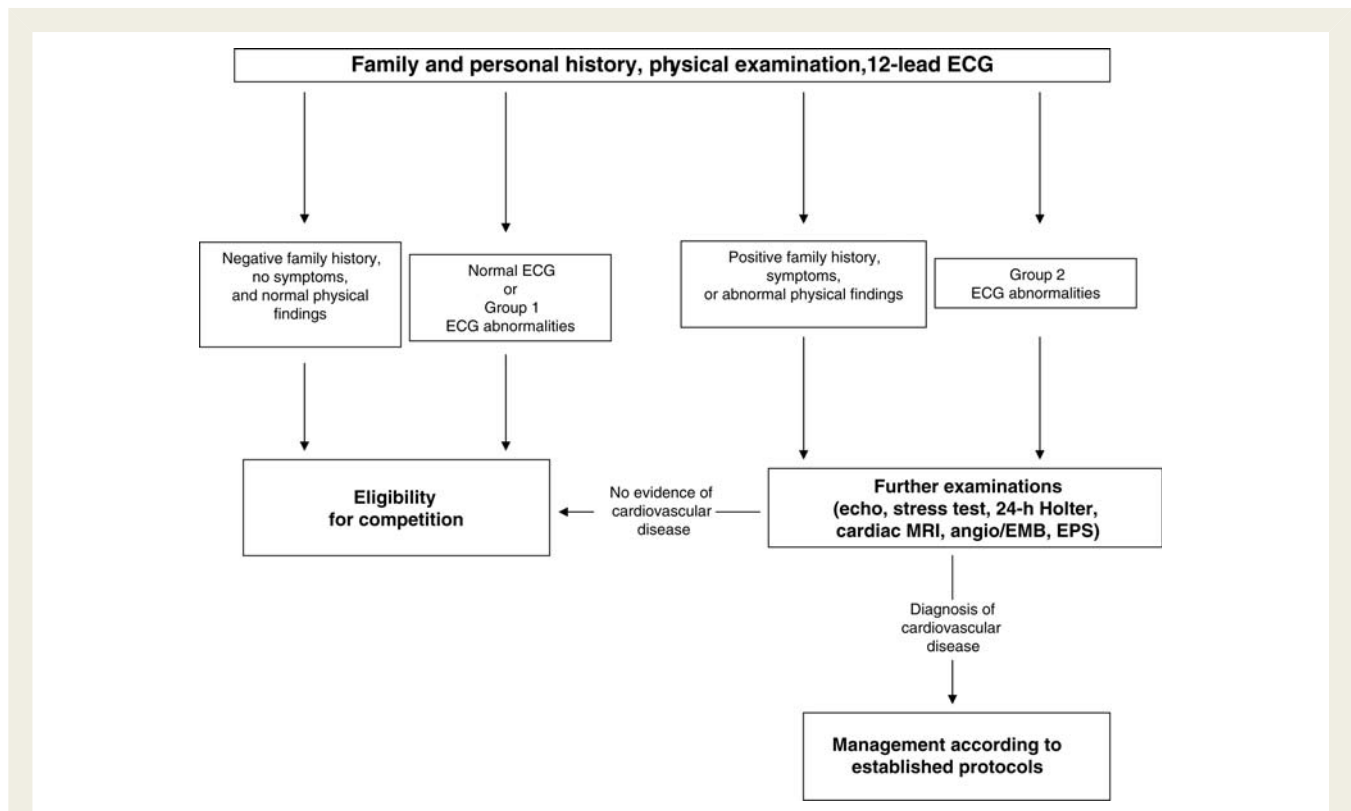 Family and personal history, physical examination,12-lead ECG
Negative family history,
no symptoms,
and normal physical
findings
Normal ECG
or
Group 1
ECG abnormalities
Positive family history,
symptoms,
or abnormal physical findings
Group 2
ECG abnormalities
Eligibility
for competition
No evidence of
cardiovascular
disease
Further examinations
(echo, stress test, 24-h Holter,
cardiac MRI, angio/EMB, EPS)
Diagnosis of
cardiovascular
disease
Management according to
established protocols